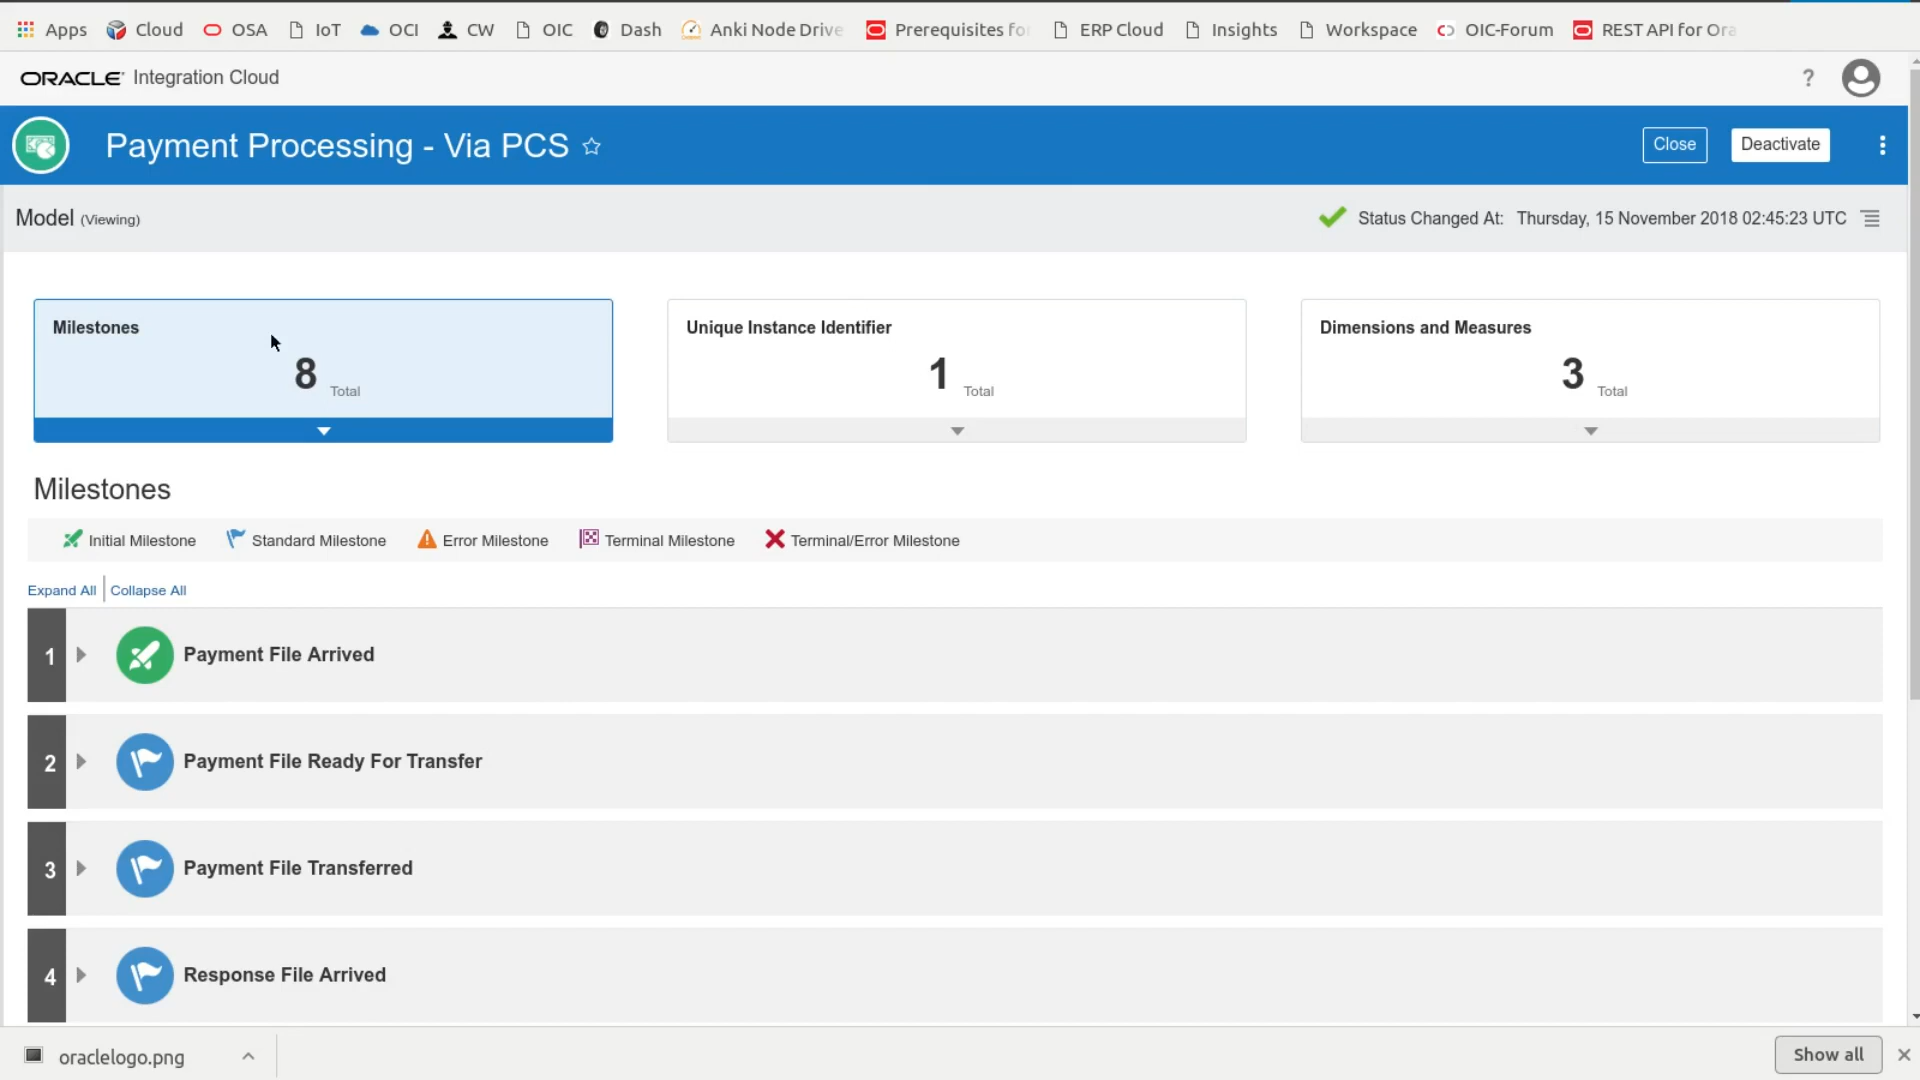 Apps Cloud OSA IoT OCI CW OIC Dash Anki Node Drive Prerequisites for ERP Cloud Insights Workspace OIC-Forum REST API for Ora
ORACLE Integration Cloud ?
Payment Processing - Via PCS Close Deactivate
Model (Viewing) Status Changed At: Thursday, 15 November 2018 02:45:23 UTC
Milestones Unique Instance Identifier Dimensions and Measures
8 Total 1 Total 3 Total
Milestones
Initial Milestone Standard Milestone Error Milestone Terminal Milestone Terminal/Error Milestone
Expand All Collapse All
1 Payment File Arrived
2 Payment File Ready For Transfer
3 Payment File Transferred
4 Response File Arrived
oraclelogo.png Show all